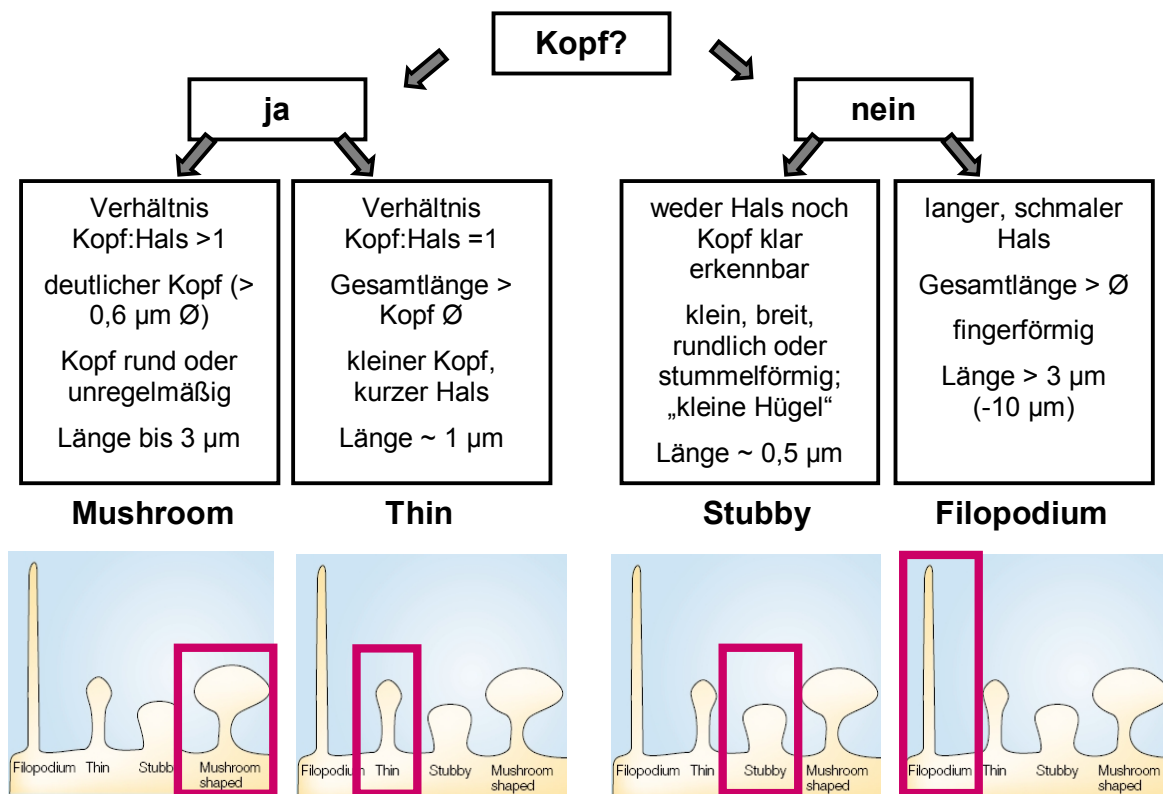 Kopf?
ja
nein
Verhältnis
Kopf:Hals >1
deutlicher Kopf (>
0,6 µm Ø)
Kopf rund oder
unregelmäßig
Länge bis 3 µm
Verhältnis
Kopf:Hals =1
Gesamtlänge >
Kopf Ø
kleiner Kopf,
kurzer Hals
Länge ~ 1 µm
weder Hals noch
Kopf klar
erkennbar
klein, breit,
rundlich oder
stummelförmig;
„kleine Hügel“
Länge ~ 0,5 µm
langer, schmaler
Hals
Gesamtlänge > Ø
fingerförmig
Länge > 3 µm
(-10 µm)
Mushroom
Thin
Stubby
Filopodium
Filopodium Thin Stubby Mushroom
shaped
Filopodium Thin Stubby Mushroom
shaped
Filopodium Thin Stubby Mushroom
shaped
Filopodium Thin Stubby Mushroom
shaped